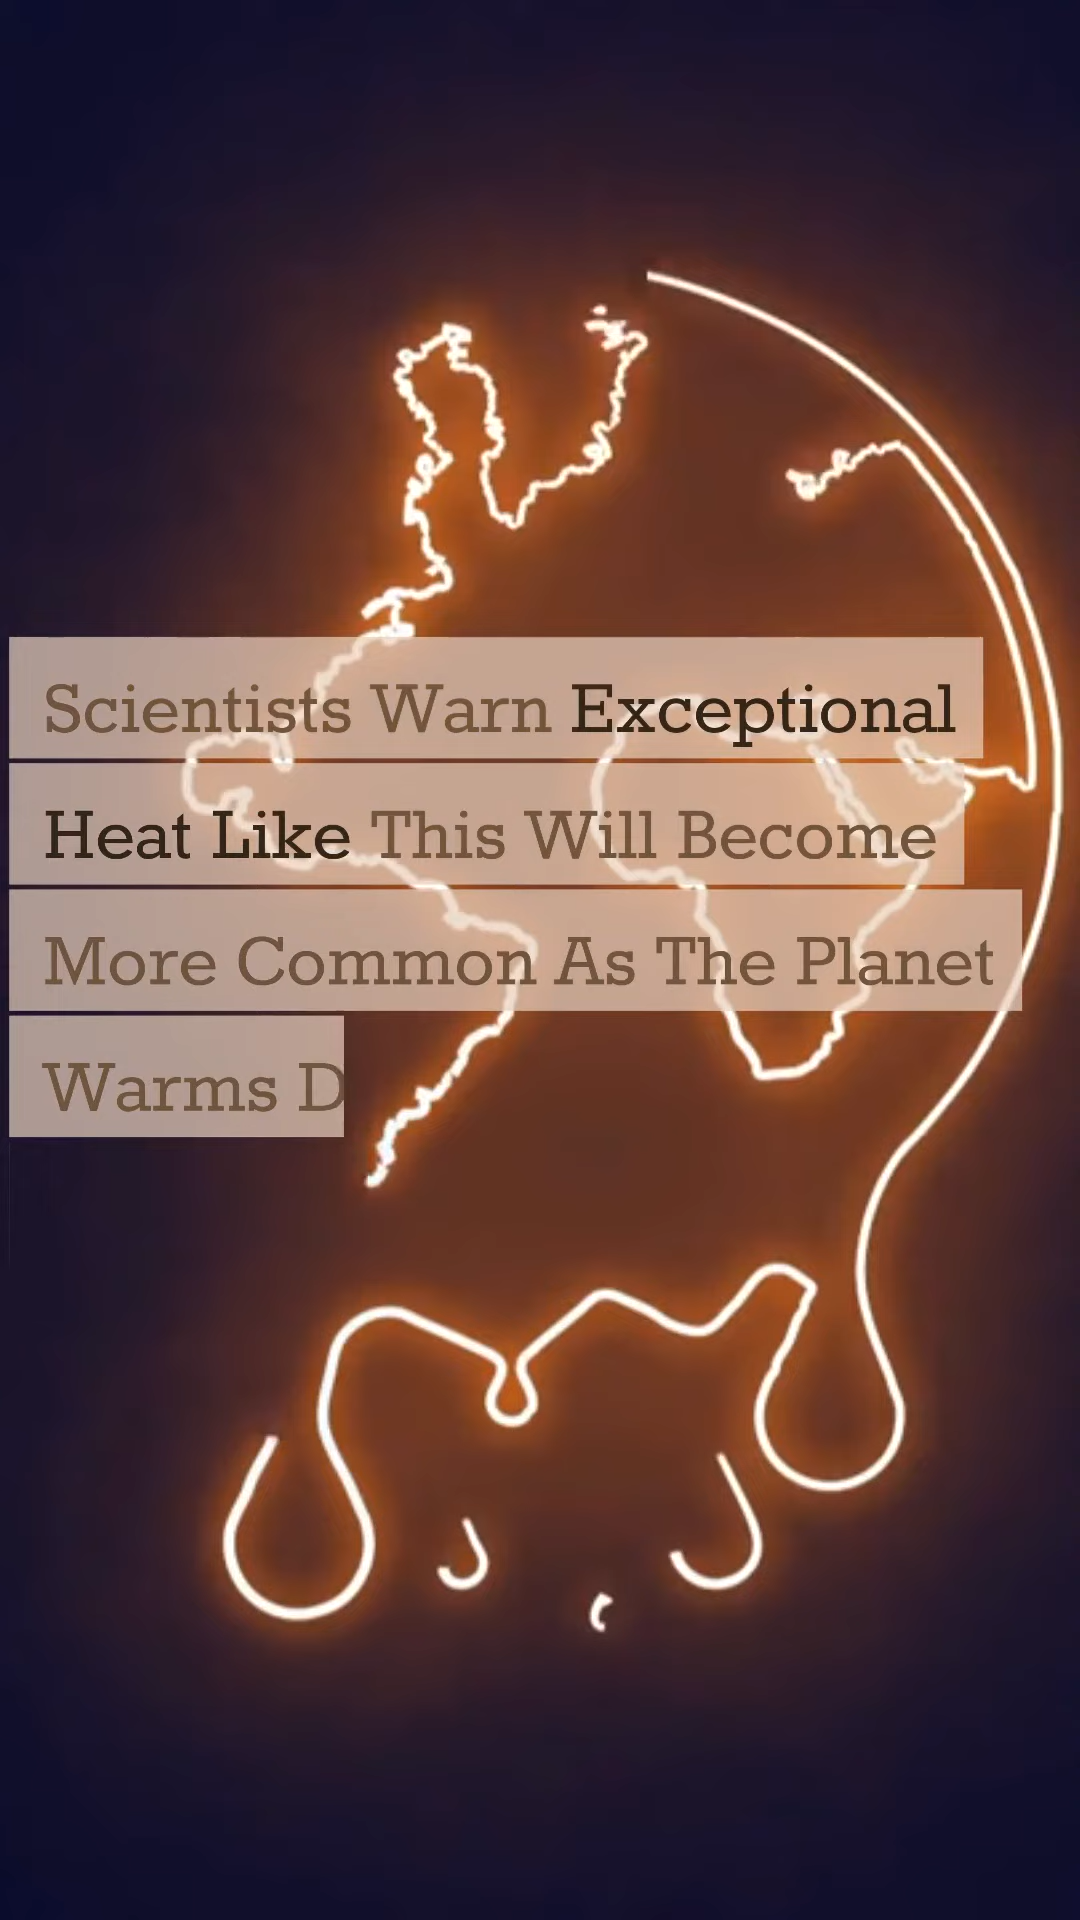 Scientists Warn Exceptional
Heat Like This Will Become
More Common As The Planet
Warms D